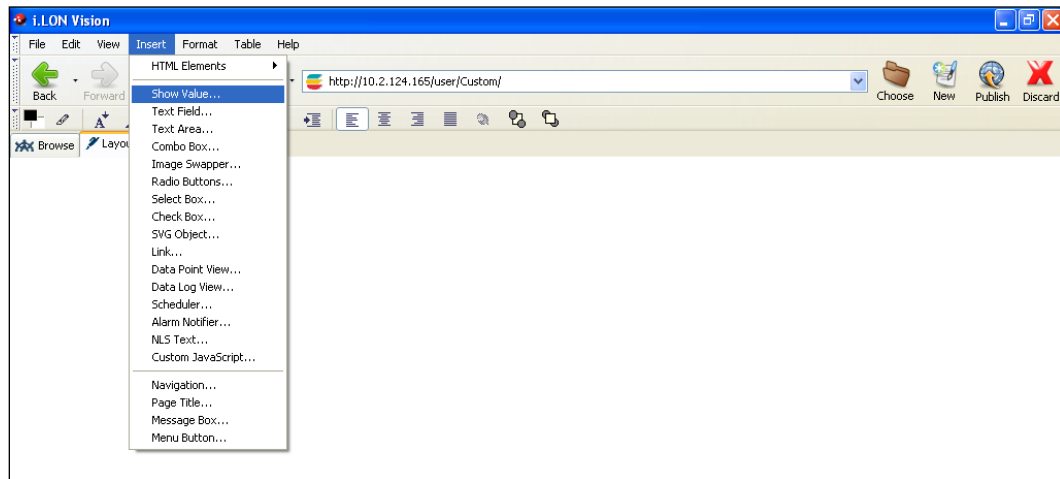 i.LON Vision
File Edit View Insert Format Table Help
Back Forward http://10.2.124.165/user/Custom/ Choose New Publish Discard
Browse Layou
HTML Elements
Show Value...
Text Field...
Text Area...
Combo Box...
Image Swapper...
Radio Buttons...
Select Box...
Check Box...
SVG Object...
Link...
Data Point View...
Data Log View...
Scheduler...
Alarm Notifier...
NLS Text...
Custom JavaScript...
Navigation...
Page Title...
Message Box...
Menu Button...